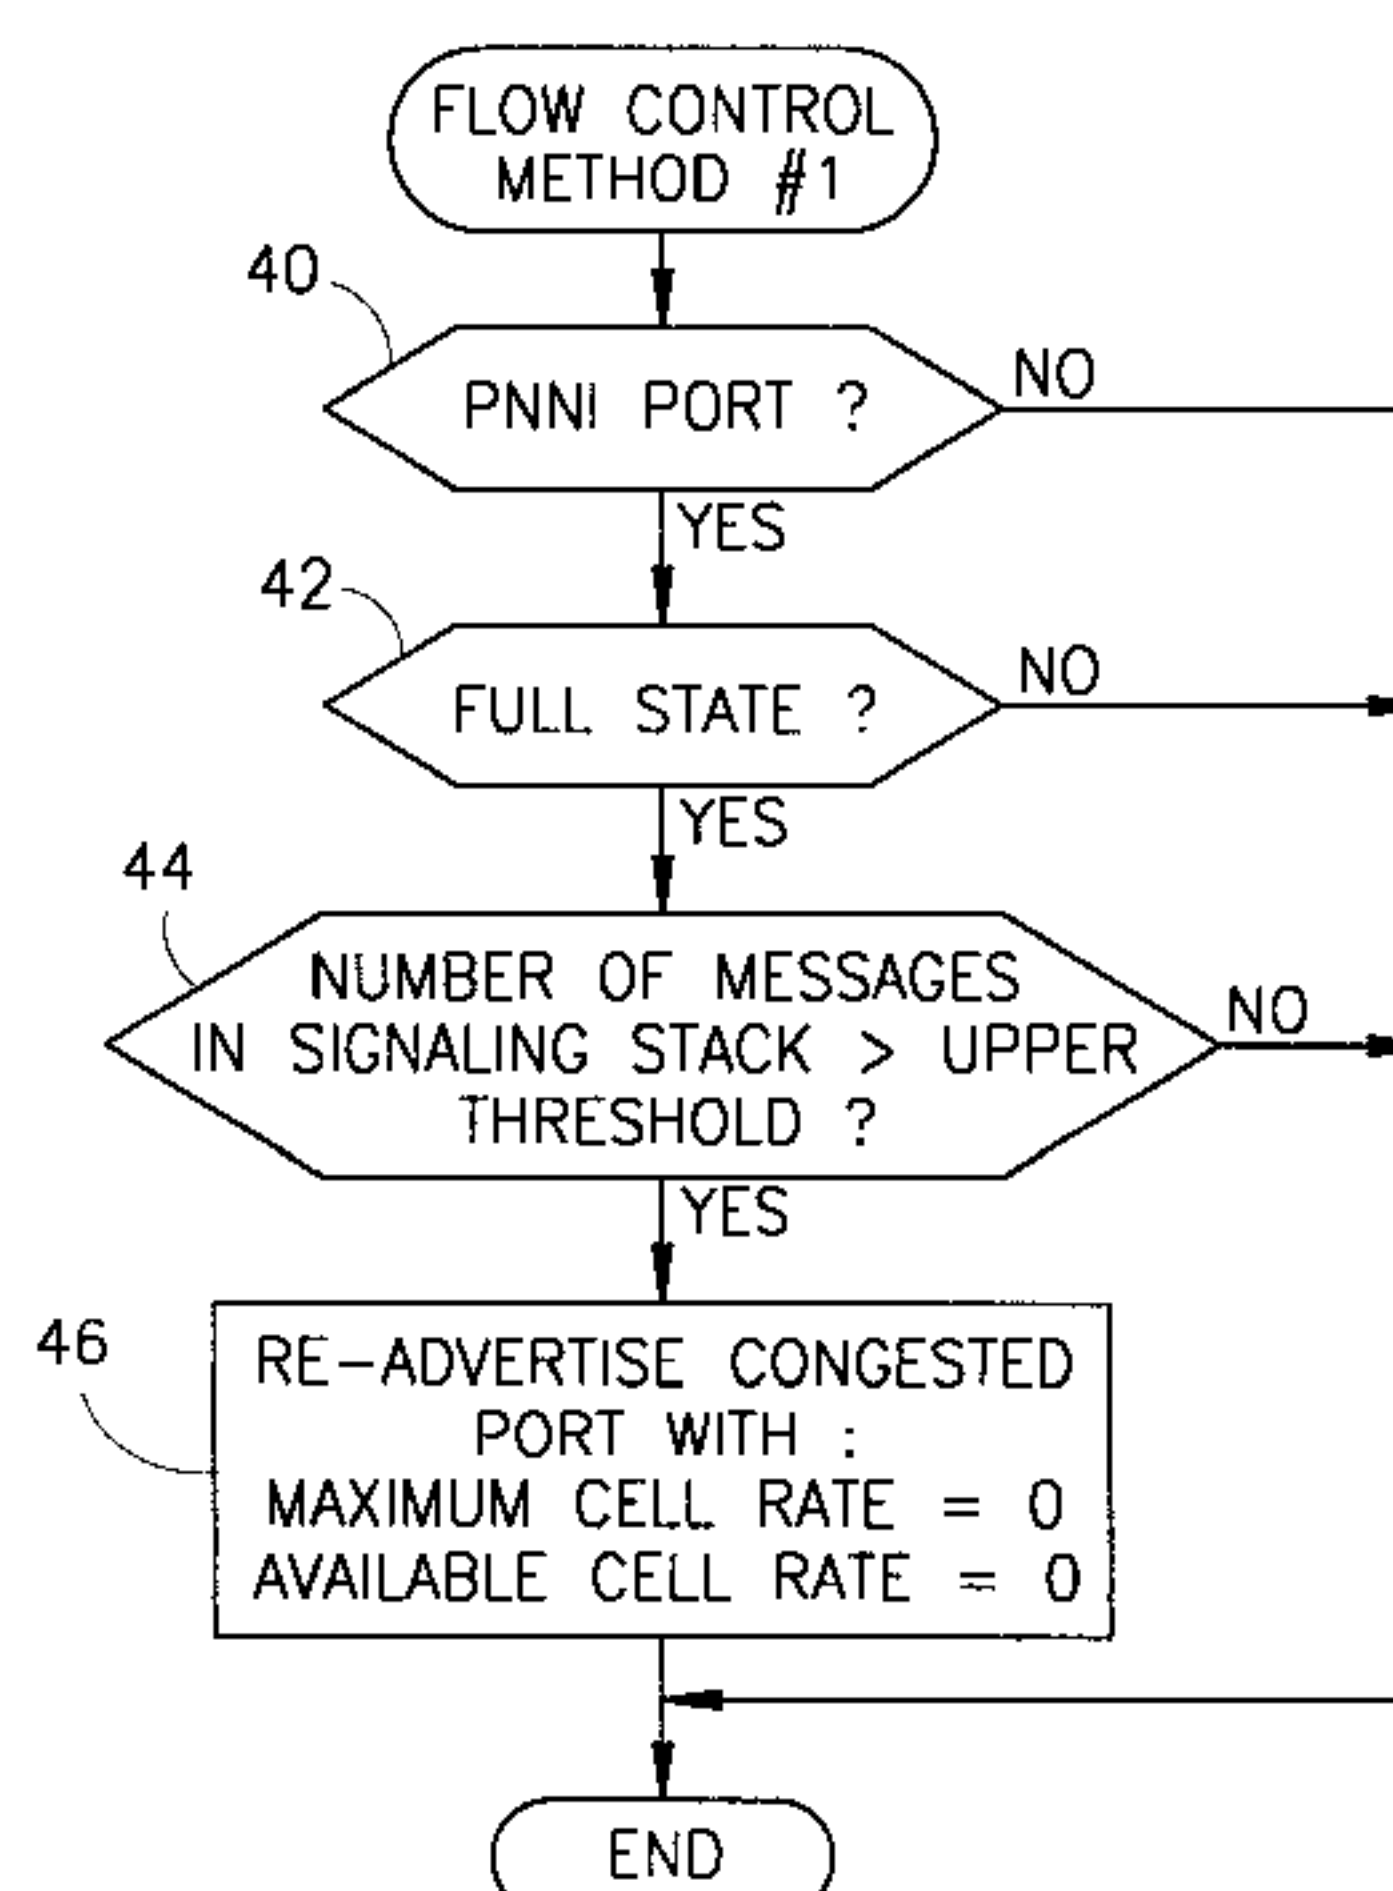 FLOW CONTROL
METHOD #1
40
PNNI PORT ?
NO
YES
42
FULL STATE ?
NO
YES
44
NUMBER OF MESSAGES
IN SIGNALING STACK > UPPER
THRESHOLD ?
NO
YES
46
RE-ADVERTISE CONGESTED
PORT WITH :
MAXIMUM CELL RATE = 0
AVAILABLE CELL RATE = 0
END